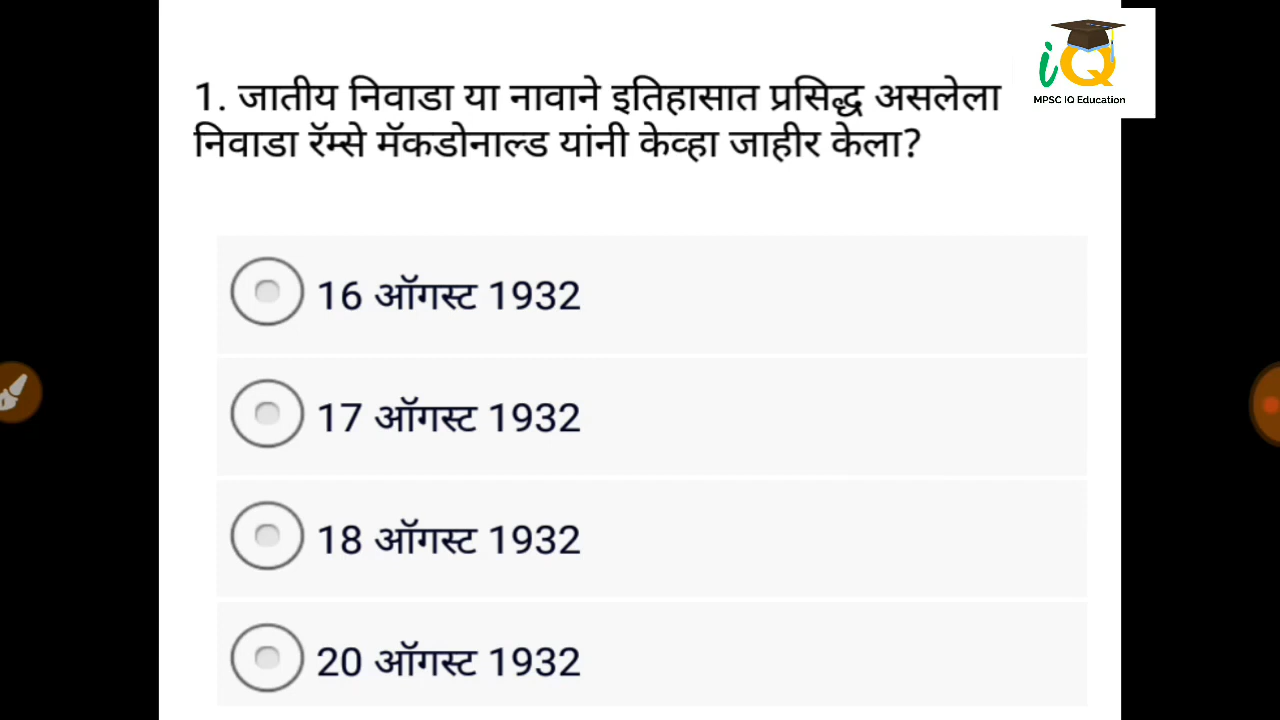 1. जातीय निवाडा या नावाने इतिहासात प्रसिद्ध असलेला
निवाडा रॅम्से मॅकडोनाल्ड यांनी केव्हा जाहीर केला?
iQ
MPSC IQ Education
16 ऑगस्ट 1932
17 ऑगस्ट 1932
18 ऑगस्ट 1932
20 ऑगस्ट 1932